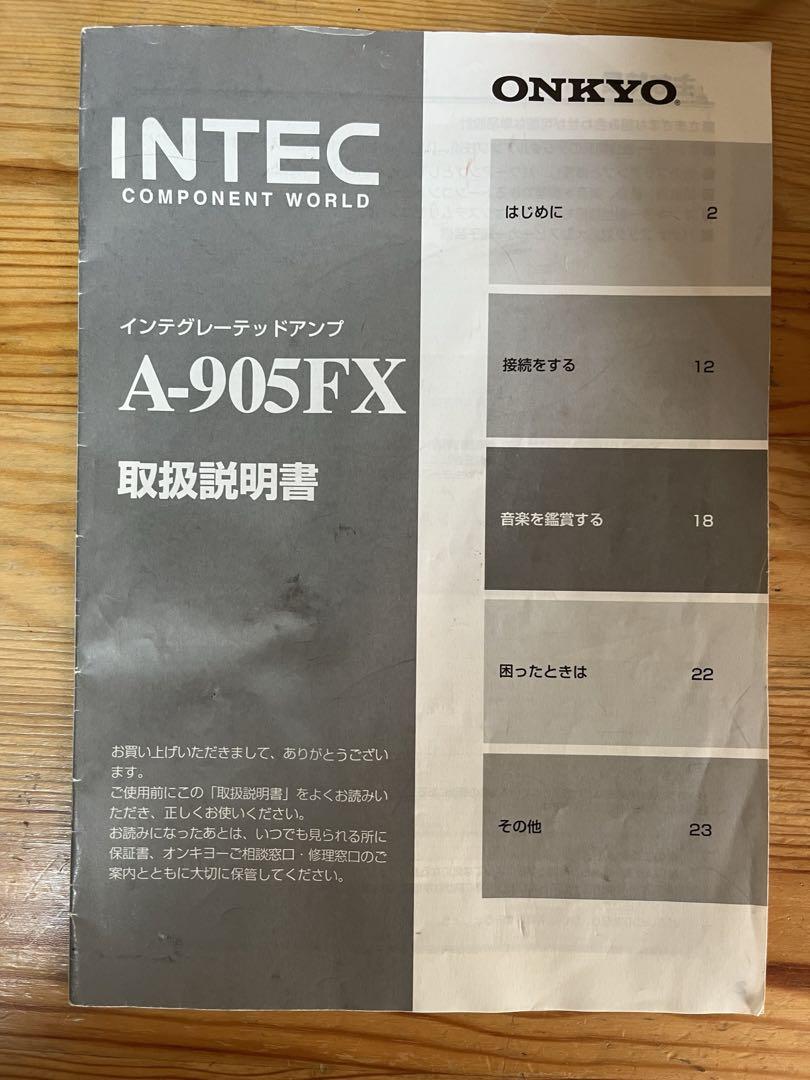 INTEC
COMPONENT WORLD
インテグレーテッドアンプ
A-905FX
取扱説明書
お買い上げいただきまして、ありがとうござい
ます。
ご使用前にこの「取扱説明書」をよくお読みい
ただき、正しくお使いください。
お読みになったあとは、いつでも見られる所に
保証書、オンキヨーご相談窓口・修理窓口のご
案内とともに大切に保管してください。
ONKYO®
はじめに 2
接続をする 12
音楽を鑑賞する 18
困ったときは 22
その他 23